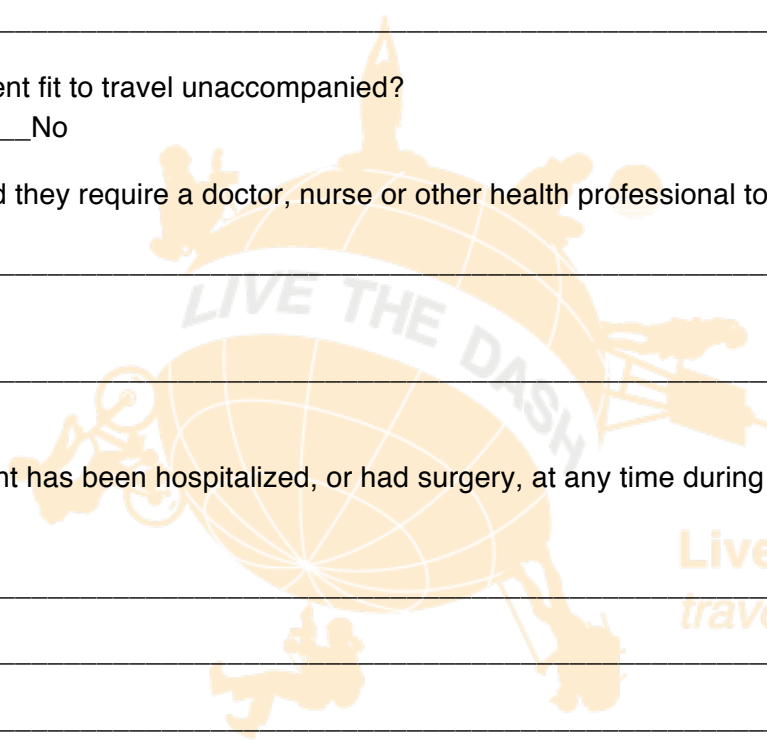 ent fit to travel unaccompanied?
__No
d they require a doctor, nurse or other health professional to
LIVE THE DASH
nt has been hospitalized, or had surgery, at any time during
Live
trave